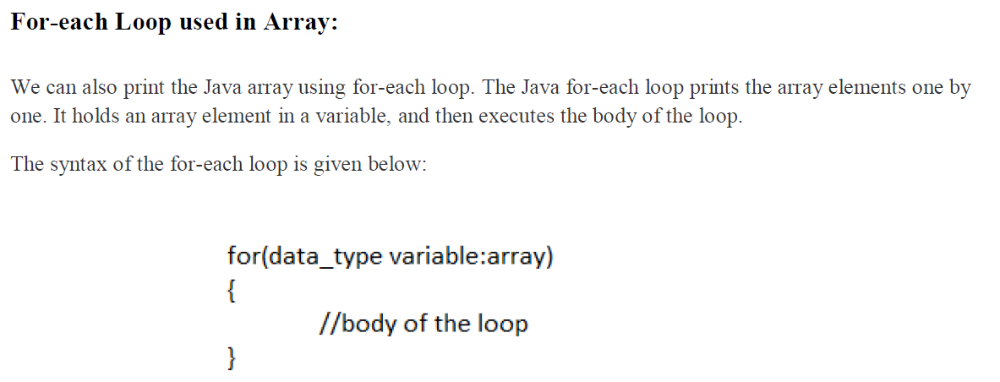 For-each Loop used in Array:
We can also print the Java array using for-each loop. The Java for-each loop prints the array elements one by
one. It holds an array element in a variable, and then executes the body of the loop.
The syntax of the for-each loop is given below:
for(data_type variable:array)
{
//body of the loop
}